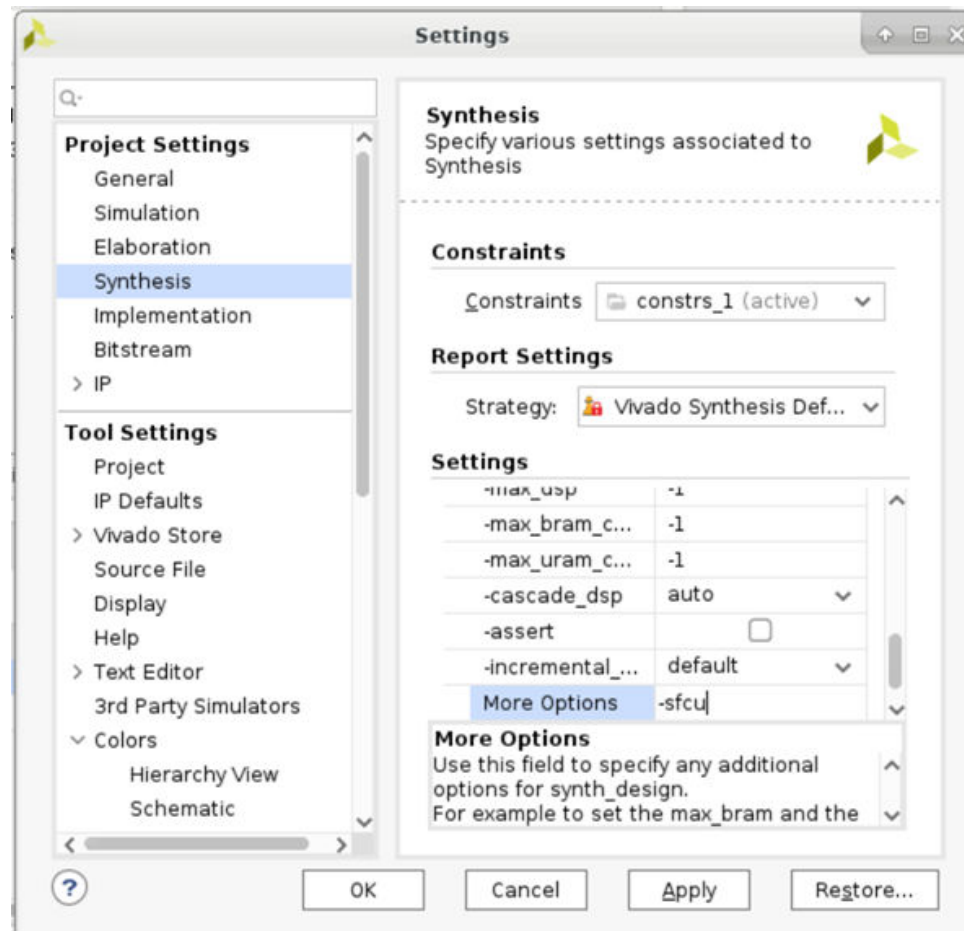 Settings
Project Settings
General
Simulation
Elaboration
Synthesis
Implementation
Bitstream
> IP
Tool Settings
Project
IP Defaults
> Vivado Store
Source File
Display
Help
> Text Editor
3rd Party Simulators
Colors
Hierarchy View
Schematic
Synthesis
Specify various settings associated to
Synthesis
Constraints
Constraints constrs_1 (active)
Report Settings
Strategy: Vivado Synthesis Def...
Settings
-max_dsp -1
-max_bram_c... -1
-max_uram_c... -1
-cascade_dsp auto
-assert
-incremental_... default
More Options -sfcu
More Options
Use this field to specify any additional
options for synth_design.
For example to set the max_bram and the
? OK Cancel Apply Restore...